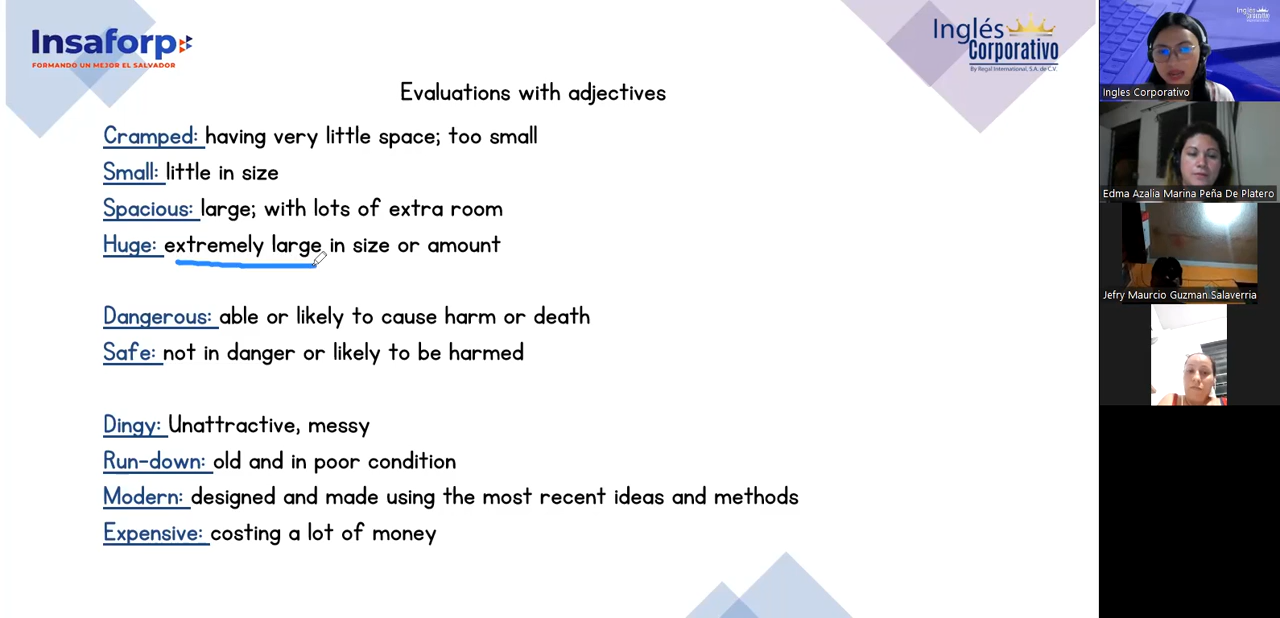 Insaforp
FORMANDO UN MEJOR EL SALVADOR
Inglés
Corporativo
By Regal International, S.A. de C.V.
Evaluations with adjectives
Cramped: having very little space; too small
Small: little in size
Spacious: large; with lots of extra room
Huge: extremely large in size or amount
Dangerous: able or likely to cause harm or death
Safe: not in danger or likely to be harmed
Dingy: Unattractive, messy
Run-down: old and in poor condition
Modern: designed and made using the most recent ideas and methods
Expensive: costing a lot of money
Inglés
Ingles Corporativo
Edma Azalia Marina Peña De Platero
Jefry Maurcio Guzman Salaverria